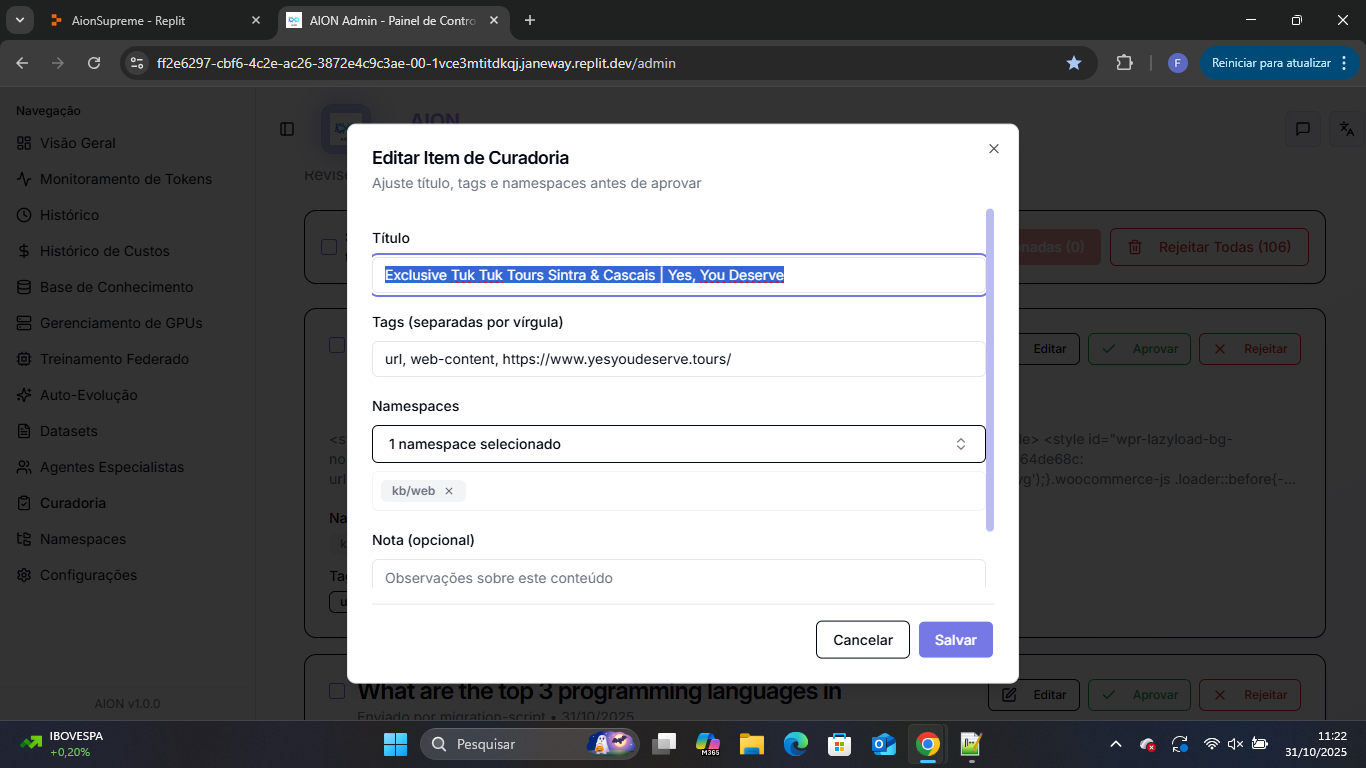 AionSupreme - Replit
AION Admin - Painel de Contro
ff2e6297-cbf6-4c2e-ac26-3872e4c9c3ae-00-1vce3mtitdkqj.janeway.replit.dev/admin
F
Reiniciar para atualizar
Navegação
Visão Geral
Monitoramento de Tokens
Histórico
Histórico de Custos
Base de Conhecimento
Gerenciamento de GPUs
Treinamento Federado
Auto-Evolução
Datasets
Agentes Especialistas
Curadoria
Namespaces
Configurações
AION v1.0.0
AION
Revise
nadas (0)
Rejeitar Todas (106)
Editar
Aprovar
Rejeitar
<s
le> <style id="wpr-lazyload-bg-
no
64de68c:
url
vg');}.woocommerce-js .loader::before{-...
Na
k
Ta
u
Editar Item de Curadoria
Ajuste título, tags e namespaces antes de aprovar
Título
Exclusive Tuk Tuk Tours Sintra & Cascais | Yes, You Deserve
Tags (separadas por vírgula)
url, web-content, https://www.yesyoudeserve.tours/
Namespaces
1 namespace selecionado
kb/web
Nota (opcional)
Observações sobre este conteúdo
Cancelar
Salvar
What are the top 3 programming languages in
Enviado por migration-script • 31/10/2025
Editar
Aprovar
Rejeitar
IBOVESPA
+0,20%
Pesquisar
M365
11:22
31/10/2025